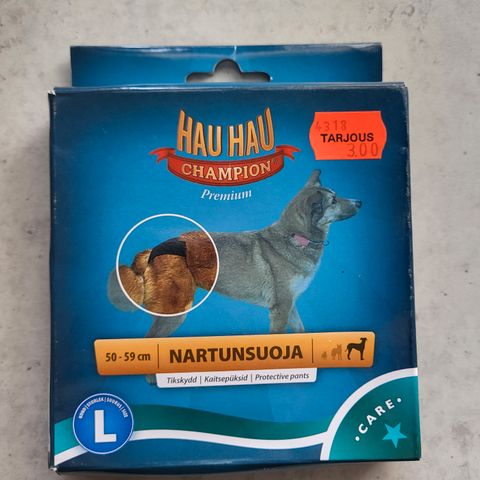 HAU HAU
CHAMPION
Premium
4318
TARJOUS
3.00
50 - 59 cm
NARTUNSUOJA
Tikskydd | Kaitsepüksid | Protective pants
L
• CARE •